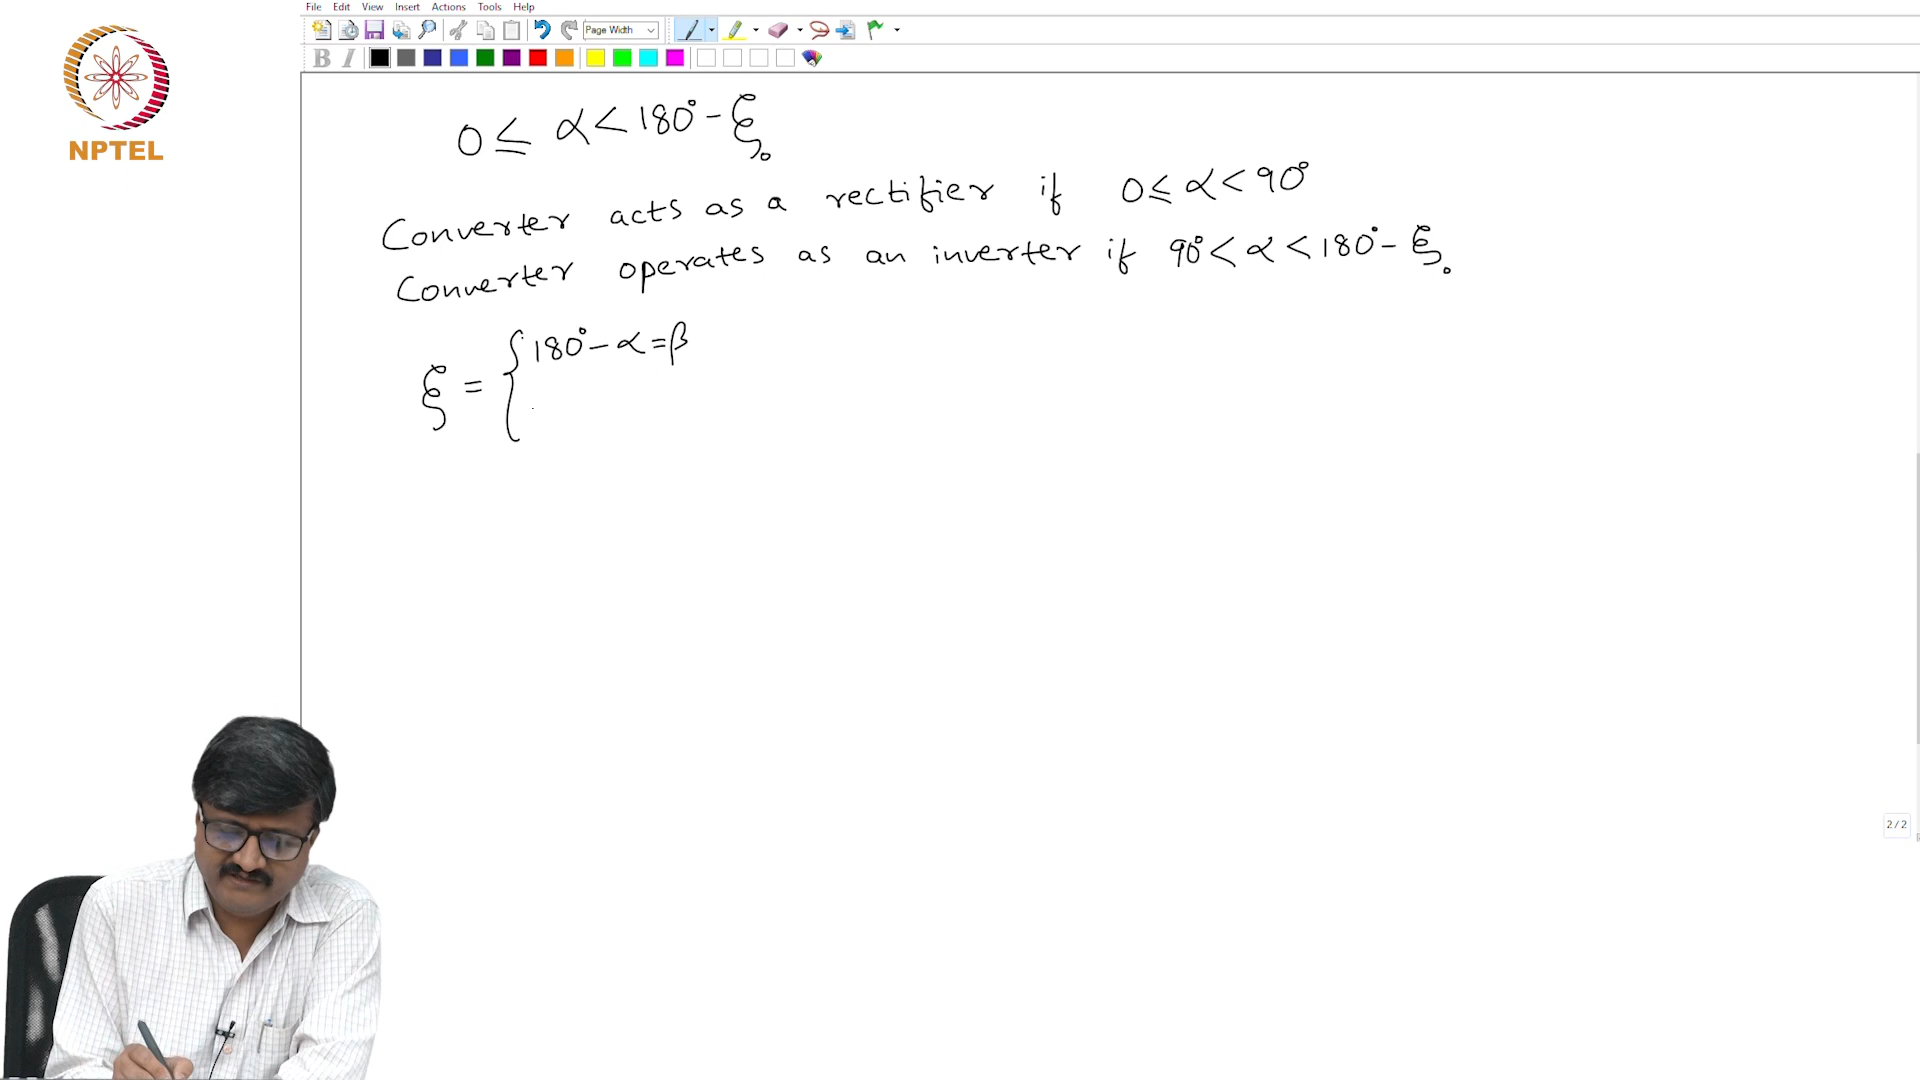 File Edit View Insert Actions Tools Help
Page Width
B I
NPTEL
0 ≤ α < 180° - ξ₀
Converter acts as a rectifier if 0 ≤ α < 90°
Converter operates as an inverter if 90° < α < 180° - ξ₀
ξ = { 180° - α = β
2 / 2